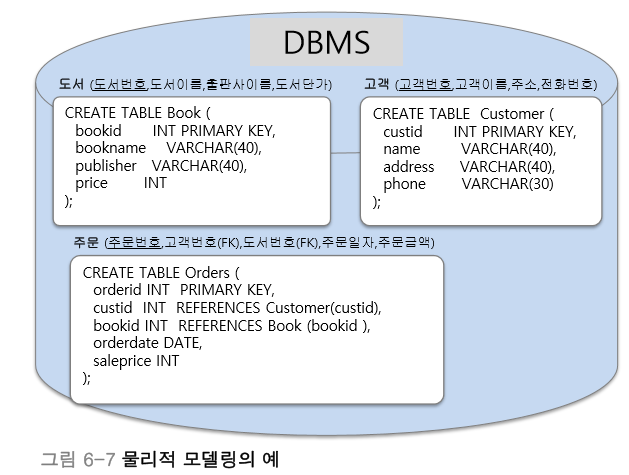 DBMS
도서 (도서번호,도서이름,출판사이름,도서단가)
CREATE TABLE Book (
bookid INT PRIMARY KEY,
bookname VARCHAR(40),
publisher VARCHAR(40),
price INT
);
고객 (고객번호,고객이름,주소,전화번호)
CREATE TABLE Customer (
custid INT PRIMARY KEY,
name VARCHAR(40),
address VARCHAR(40),
phone VARCHAR(30)
);
주문 (주문번호,고객번호(FK),도서번호(FK),주문일자,주문금액)
CREATE TABLE Orders (
orderid INT PRIMARY KEY,
custid INT REFERENCES Customer(custid),
bookid INT REFERENCES Book (bookid ),
orderdate DATE,
saleprice INT
);
그림 6-7 물리적 모델링의 예